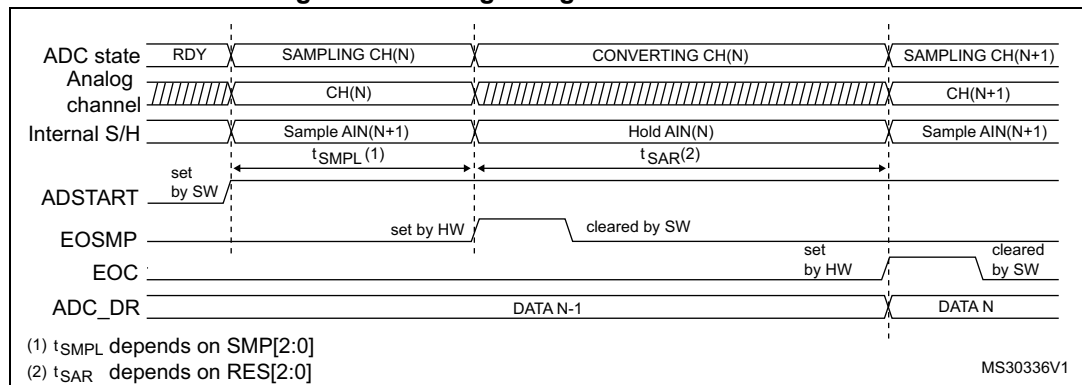 ADC state RDY SAMPLING CH(N) CONVERTING CH(N) SAMPLING CH(N+1)
Analog channel CH(N) CH(N+1)
Internal S/H Sample AIN(N+1) Hold AIN(N) Sample AIN(N+1)
tSMPL(1) tSAR(2)
ADSTART set by SW
EOSMP set by HW cleared by SW
EOC set by HW cleared by SW
ADC_DR DATA N-1 DATA N
(1) tSMPL depends on SMP[2:0]
(2) tSAR depends on RES[2:0]
MS30336V1